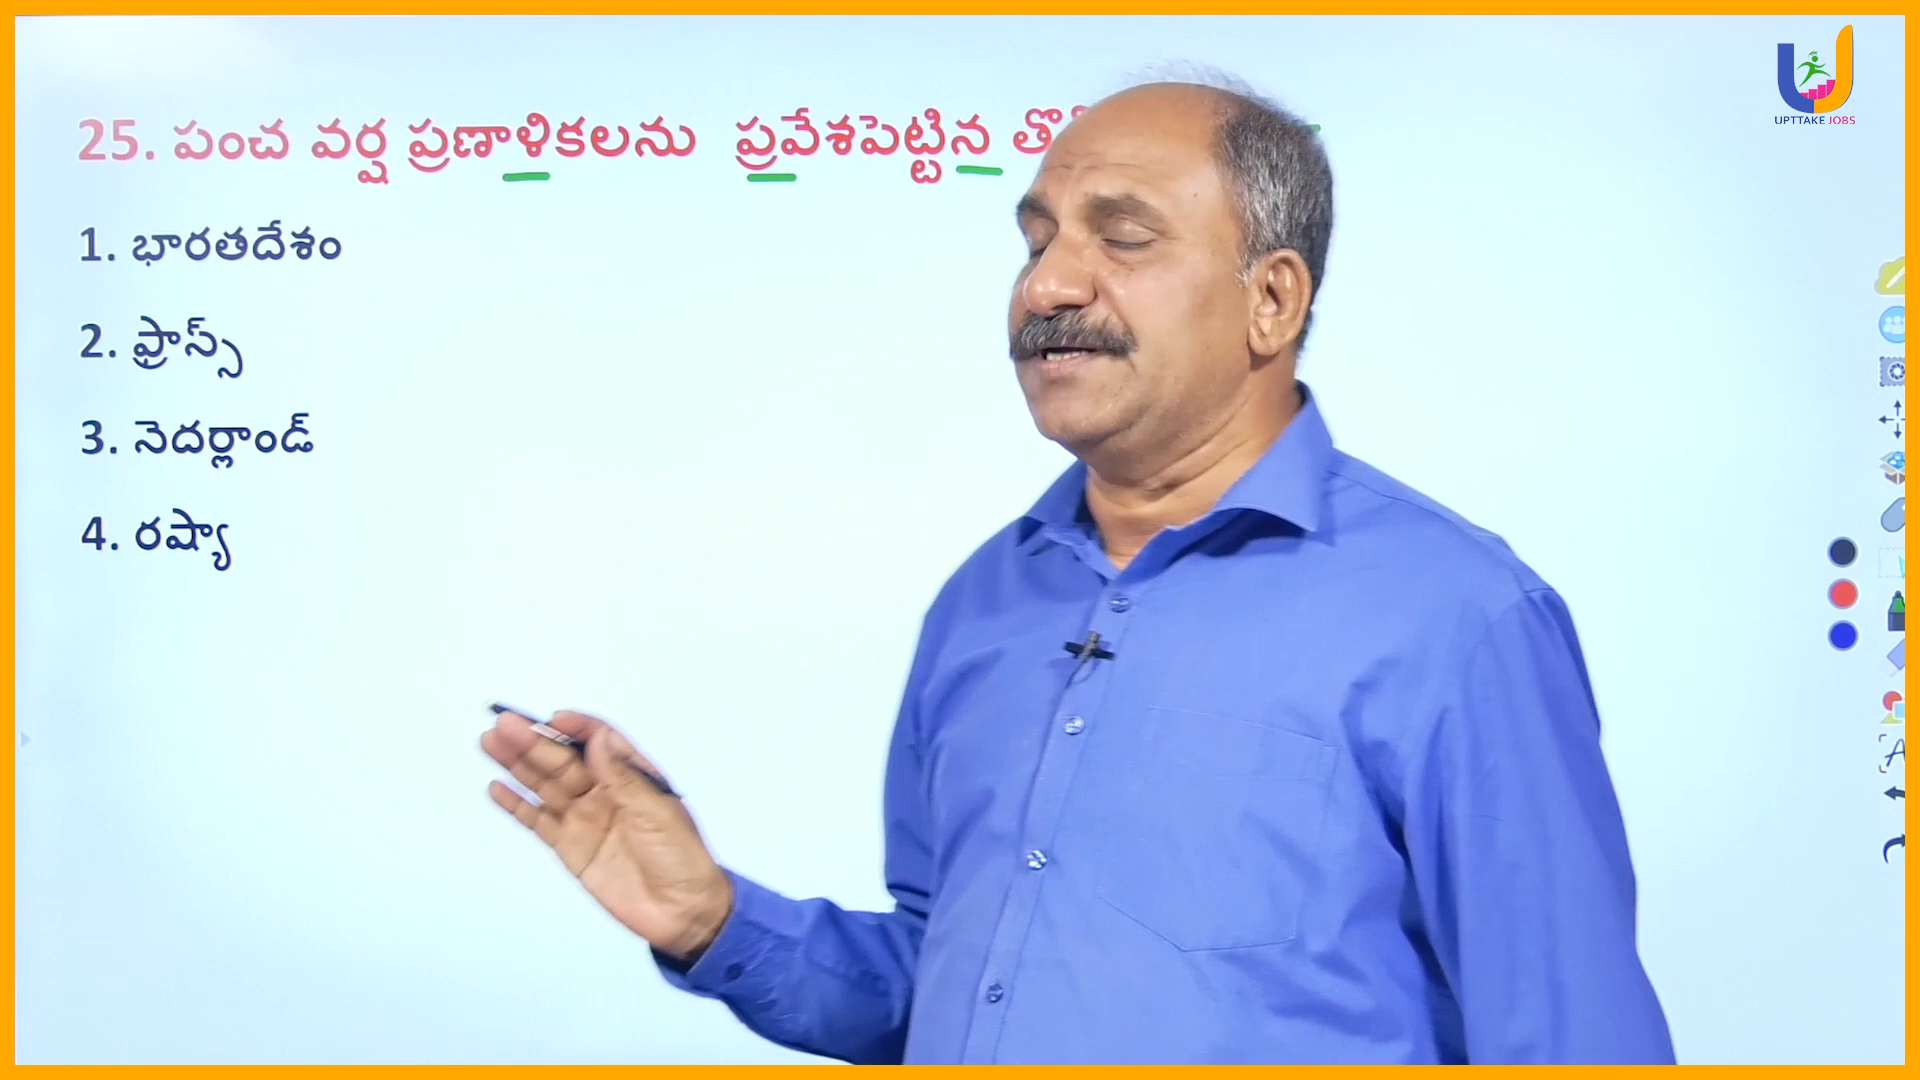 UPTTAKE JOBS
25. పంచ వర్ష ప్రణాళికలను ప్రవేశపెట్టిన
1. భారతదేశం
2. ఫ్రాన్స్
3. నెదర్లాండ్
4. రష్యా